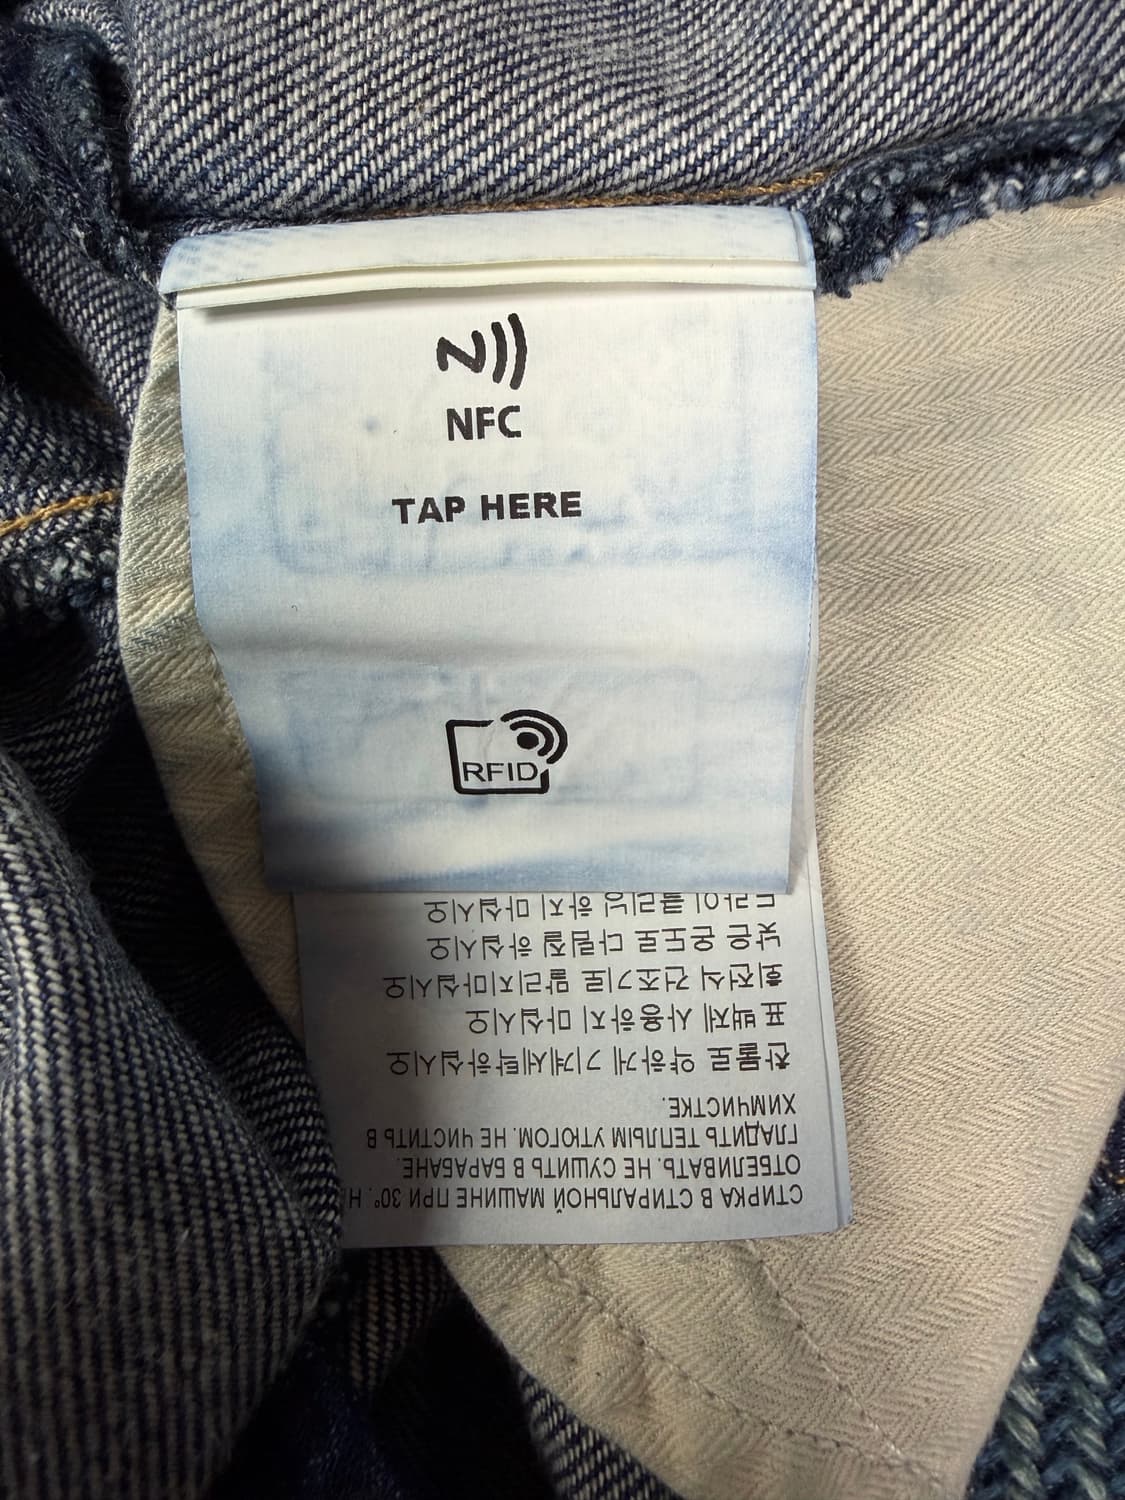 NFC
TAP HERE
RFID
СТИРКА В СТИРАЛЬНОЙ МАШИНЕ ПРИ 30°. НЕ
ОТБЕЛИВАТЬ. НЕ СУШИТЬ В БАРАБАНЕ.
ГЛАДИТЬ ТЕПЛЫМ УТЮГОМ. НЕ ЧИСТИТЬ В
ХИМЧИСТКЕ.
찬물로 약하게 기계세탁하십시오
표백제 사용하지 마십시오
회전식 건조기로 말리지마십시오
낮은 온도로 다림질 하십시오
드라이 클리닝 하지 마십시오